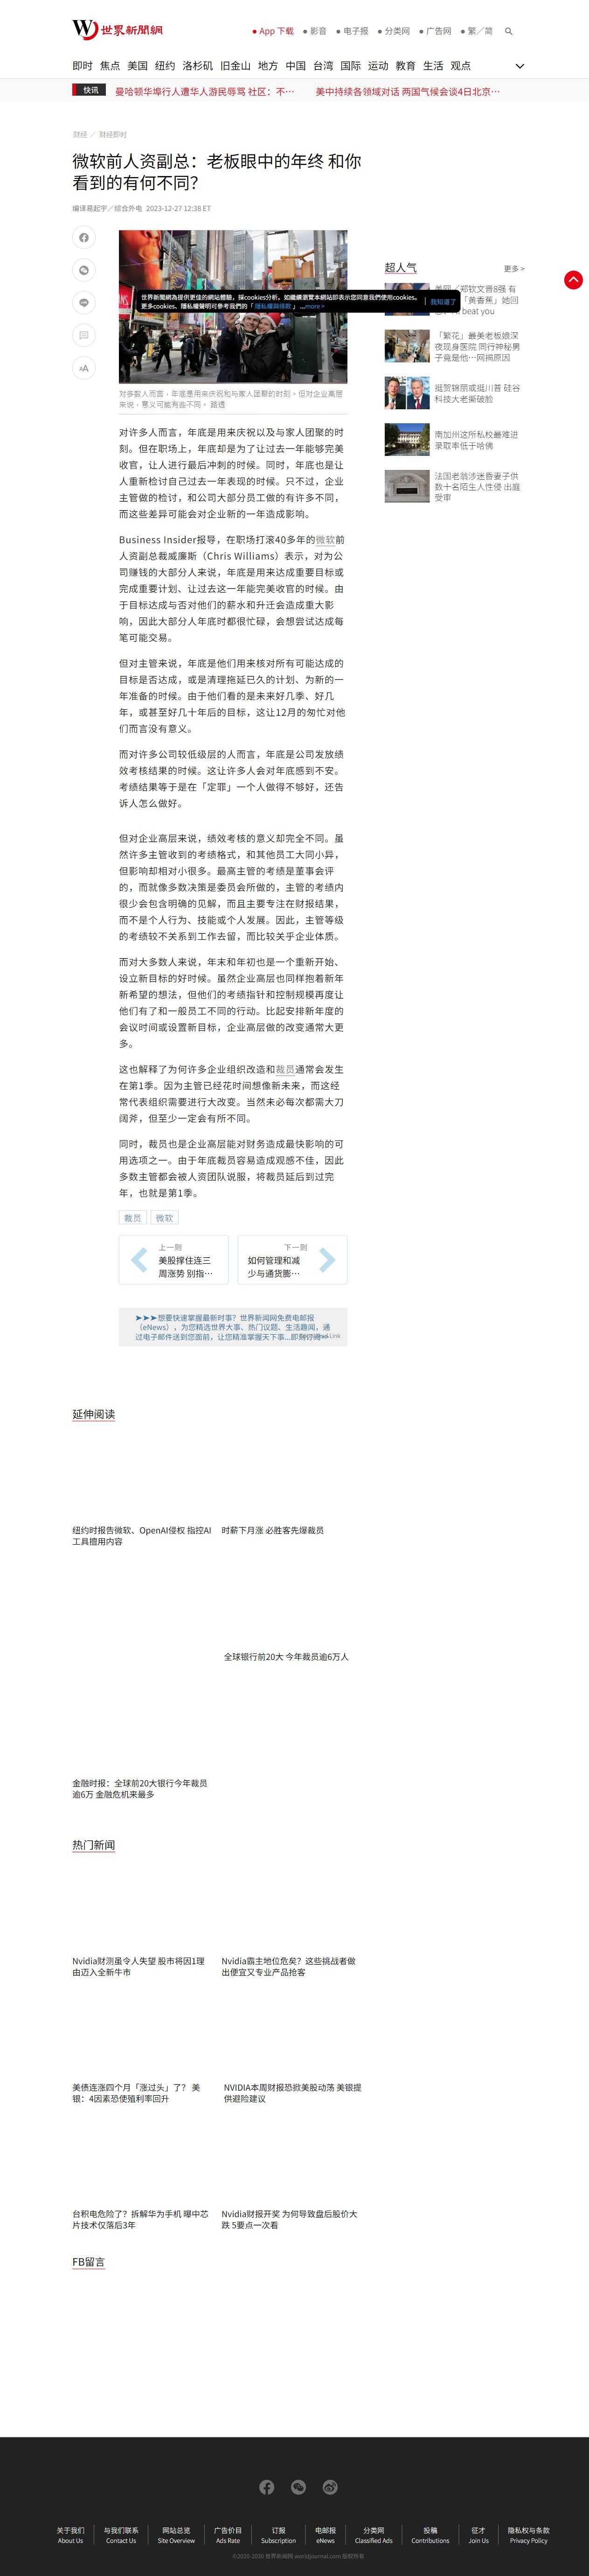 世界新聞網
App 下载
影音
电子报
分类网
广告网
繁／简
即时 焦点 美国 纽约 洛杉矶 旧金山 地方 中国 台湾 国际 运动 教育 生活 观点
快讯
曼哈顿华埠行人遭华人游民辱骂 社区：不…
美中持续各领域对话 两国气候会谈4日北京…
财经 ／ 财经即时
微软前人资副总：老板眼中的年终 和你
看到的有何不同？
编译易起宇／综合外电 2023-12-27 12:38 ET
对多数人而言，年底是用来庆祝和与家人团聚的时刻。但对企业高层
来说，意义可能有些不同。 路透
世界新聞網為提供更佳的網站體驗，採cookies分析。如繼續瀏覽本網站即表示您同意我們使用cookies。
更多cookies、隱私權聲明可參考我們的「隱私權與條款」 ...more >
我知道了
对许多人而言，年底是用来庆祝以及与家人团聚的时
刻。但在职场上，年底却是为了让过去一年能够完美
收官，让人进行最后冲刺的时候。同时，年底也是让
人重新检讨自己过去一年表现的时候。只不过，企业
主管做的检讨，和公司大部分员工做的有许多不同，
而这些差异可能会对企业新的一年造成影响。
Business Insider报导，在职场打滚40多年的微软前
人资副总裁威廉斯（Chris Williams）表示，对为公
司赚钱的大部分人来说，年底是用来达成重要目标或
完成重要计划、让过去这一年能完美收官的时候。由
于目标达成与否对他们的薪水和升迁会造成重大影
响，因此大部分人年底时都很忙碌，会想尝试达成每
笔可能交易。
但对主管来说，年底是他们用来核对所有可能达成的
目标是否达成，或是清理拖延已久的计划、为新的一
年准备的时候。由于他们看的是未来好几季、好几
年，或甚至好几十年后的目标，这让12月的匆忙对他
们而言没有意义。
而对许多公司较低级层的人而言，年底是公司发放绩
效考核结果的时候。这让许多人会对年底感到不安。
考绩结果等于是在「定罪」一个人做得不够好，还告
诉人怎么做好。
但对企业高层来说，绩效考核的意义却完全不同。虽
然许多主管收到的考绩格式，和其他员工大同小异，
但影响却相对小很多。最高主管的考绩是董事会评
的，而就像多数决策是委员会所做的，主管的考绩内
很少会包含明确的见解，而且主要专注在财报结果，
而不是个人行为、技能或个人发展。因此，主管等级
的考绩较不关系到工作去留，而比较关乎企业体质。
而对大多数人来说，年末和年初也是一个重新开始、
设立新目标的好时候。虽然企业高层也同样抱着新年
新希望的想法，但他们的考绩指针和控制规模再度让
他们有了和一般员工不同的行动。比起安排新年度的
会议时间或设置新目标，企业高层做的改变通常大更
多。
这也解释了为何许多企业组织改造和裁员通常会发生
在第1季。因为主管已经花时间想像新未来，而这经
常代表组织需要进行大改变。当然未必每次都需大刀
阔斧，但至少一定会有所不同。
同时，裁员也是企业高层能对财务造成最快影响的可
用选项之一。由于年底裁员容易造成观感不佳，因此
多数主管都会被人资团队说服，将裁员延后到过完
年，也就是第1季。
裁员
微软
上一则
美股撑住连三
周涨势 别指…
下一则
如何管理和减
少与通货膨…
➤➤➤想要快速掌握最新时事？世界新闻网免费电邮报
（eNews），为您精选世界大事、热门议题、生活趣闻，通
过电子邮件送到您面前，让您精准掌握天下事...即刻订阅
超人气
更多 >
beat you
「黄香蕉」她回
「繁花」最美老板娘深
夜现身医院 同行神秘男
子竟是他…网揭原因
挺贺锦丽或挺川普 硅谷
科技大老撕破脸
南加州这所私校最难进
录取率低于哈佛
法国老翁涉迷昏妻子供
数十名陌生人性侵 出庭
受审
延伸阅读
纽约时报告微软、OpenAI侵权 指控AI
工具擅用内容
时薪下月涨 必胜客先爆裁员
全球银行前20大 今年裁员逾6万人
金融时报：全球前20大银行今年裁员
逾6万 金融危机来最多
热门新闻
Nvidia财测虽令人失望 股市将因1理
由迈入全新牛市
Nvidia霸主地位危矣？这些挑战者做
出便宜又专业产品抢客
美债连涨四个月「涨过头」了？ 美
银：4因素恐使殖利率回升
NVIDIA本周财报恐掀美股动荡 美银提
供避险建议
台积电危险了？拆解华为手机 曝中芯
片技术仅落后3年
Nvidia财报开奖 为何导致盘后股价大
跌 5要点一次看
FB留言
关于我们 与我们联系 网站总览 广告价目 订报 电邮报 分类网 投稿 征才 隐私权与条款
About Us Contact Us Site Overview Ads Rate Subscription eNews Classified Ads Contributions Join Us Privacy Policy
©2020-2030 世界新闻网 worldjournal.com 版权所有